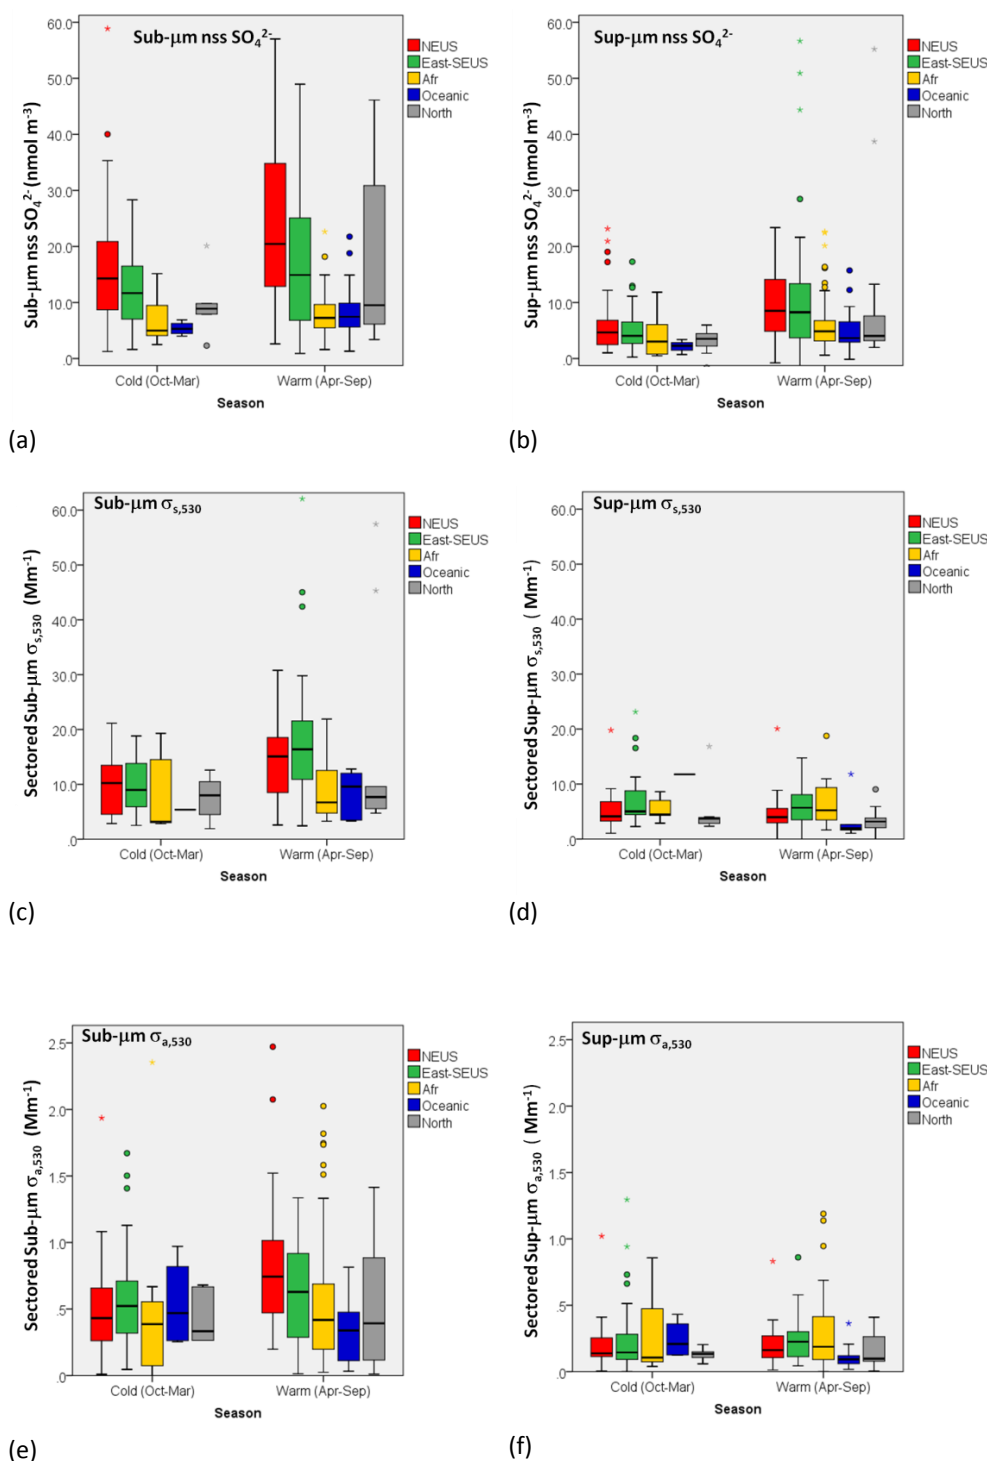 Sub-μm nss SO₄²⁻
Sub-μm nss SO₄²⁻ (nmol m⁻³)
60.0
50.0
40.0
30.0
20.0
10.0
.0
Cold (Oct-Mar)
Warm (Apr-Sep)
Season
NEUS
East-SEUS
Afr
Oceanic
North
(a)
Sup-μm nss SO₄²⁻
Sup-μm nss SO₄²⁻ (nmol m⁻³)
60.0
50.0
40.0
30.0
20.0
10.0
.0
Cold (Oct-Mar)
Warm (Apr-Sep)
Season
NEUS
East-SEUS
Afr
Oceanic
North
(b)
Sub-μm σs,530
Sectored Sub-μm σs,530 (Mm⁻¹)
60.0
50.0
40.0
30.0
20.0
10.0
.0
Cold (Oct-Mar)
Warm (Apr-Sep)
Season
NEUS
East-SEUS
Afr
Oceanic
North
(c)
Sup-μm σs,530
Sectored Sup-μm σs,530 ( Mm⁻¹)
60.0
50.0
40.0
30.0
20.0
10.0
.0
Cold (Oct-Mar)
Warm (Apr-Sep)
Season
NEUS
East-SEUS
Afr
Oceanic
North
(d)
Sub-μm σa,530
Sectored Sub-μm σa,530 (Mm⁻¹)
2.5
2.0
1.5
1.0
.5
.0
Cold (Oct-Mar)
Warm (Apr-Sep)
Season
NEUS
East-SEUS
Afr
Oceanic
North
(e)
Sup-μm σa,530
Sectored Sup-μm σa,530 ( Mm⁻¹)
2.5
2.0
1.5
1.0
.5
.0
Cold (Oct-Mar)
Warm (Apr-Sep)
Season
NEUS
East-SEUS
Afr
Oceanic
North
(f)